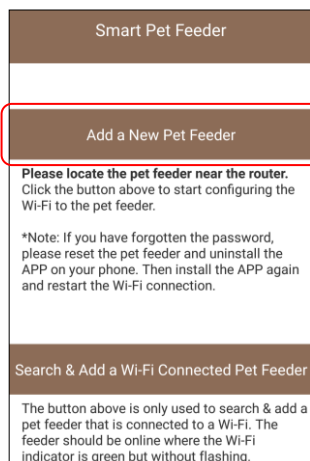 Smart Pet Feeder
Add a New Pet Feeder
Please locate the pet feeder near the router.
Click the button above to start configuring the
Wi-Fi to the pet feeder.
*Note: If you have forgotten the password,
please reset the pet feeder and uninstall the
APP on your phone. Then install the APP again
and restart the Wi-Fi connection.
Search & Add a Wi-Fi Connected Pet Feeder
The button above is only used to search & add a
pet feeder that is connected to a Wi-Fi. The
feeder should be online where the Wi-Fi
indicator is green but without flashing.